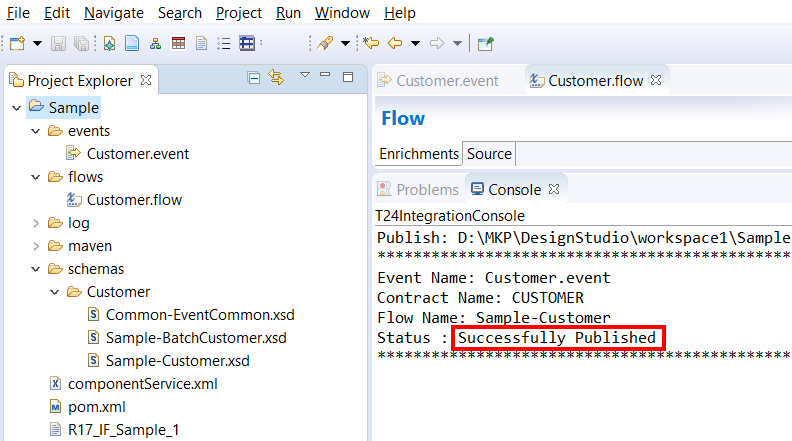 File Edit Navigate Search Project Run Window Help
Project Explorer
Sample
events
Customer.event
flows
Customer.flow
log
maven
schemas
Customer
Common-EventCommon.xsd
Sample-BatchCustomer.xsd
Sample-Customer.xsd
componentService.xml
pom.xml
R17_IF_Sample_1
Customer.event Customer.flow
Flow
Enrichments Source
Problems Console
T24IntegrationConsole
Publish: D:\MKP\DesignStudio\workspace1\Sample
**********************************************
Event Name: Customer.event
Contract Name: CUSTOMER
Flow Name: Sample-Customer
Status : Successfully Published
**********************************************